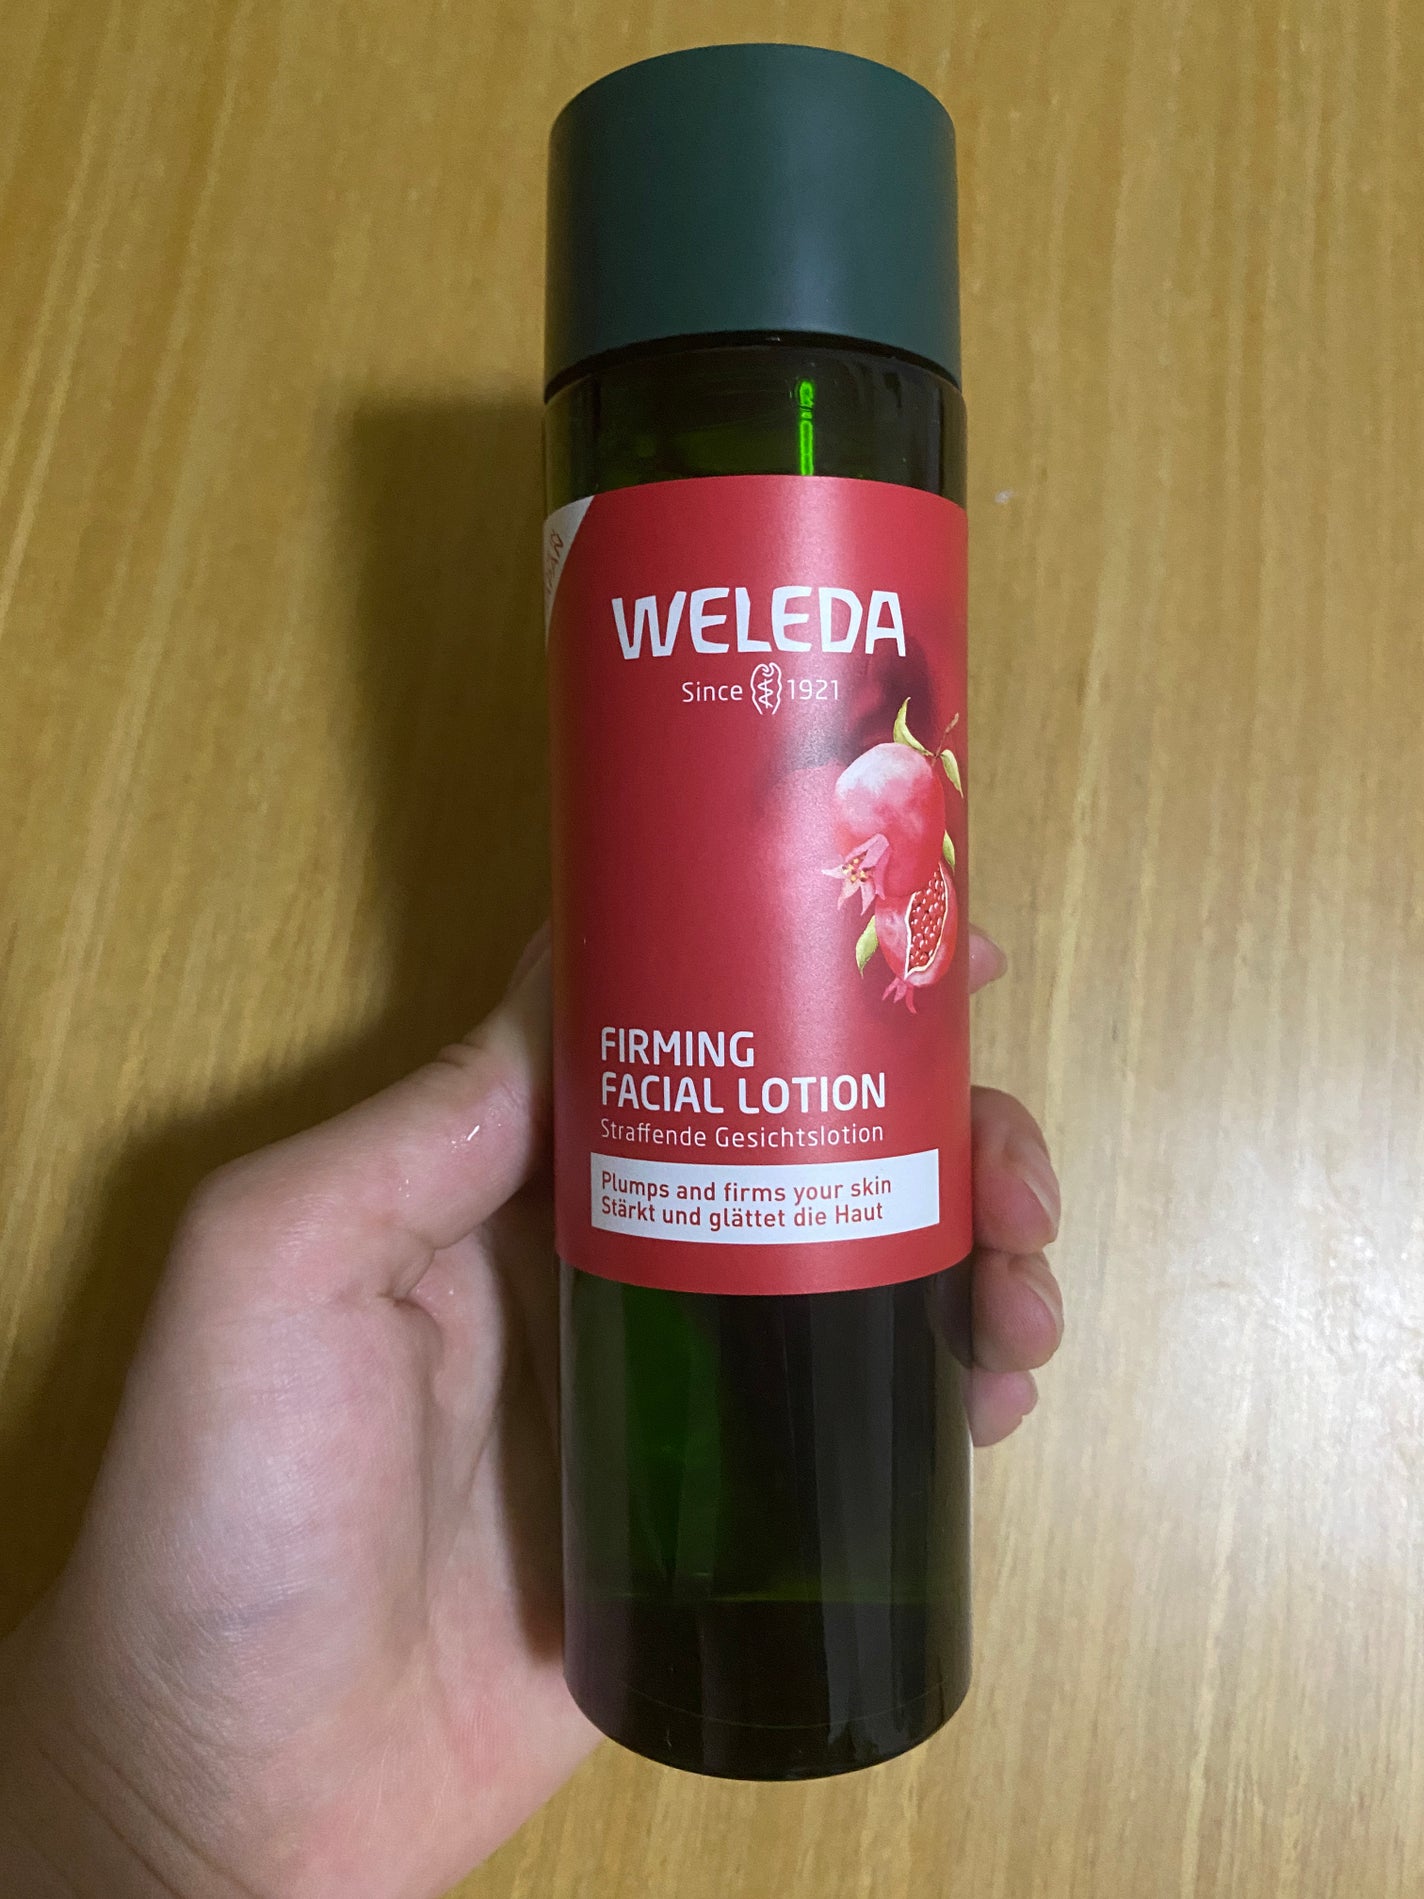 WELEDA
Since 1921
FIRMING
FACIAL LOTION
Straffende Gesichtslotion
Plumps and firms your skin
Stärkt und glättet die Haut